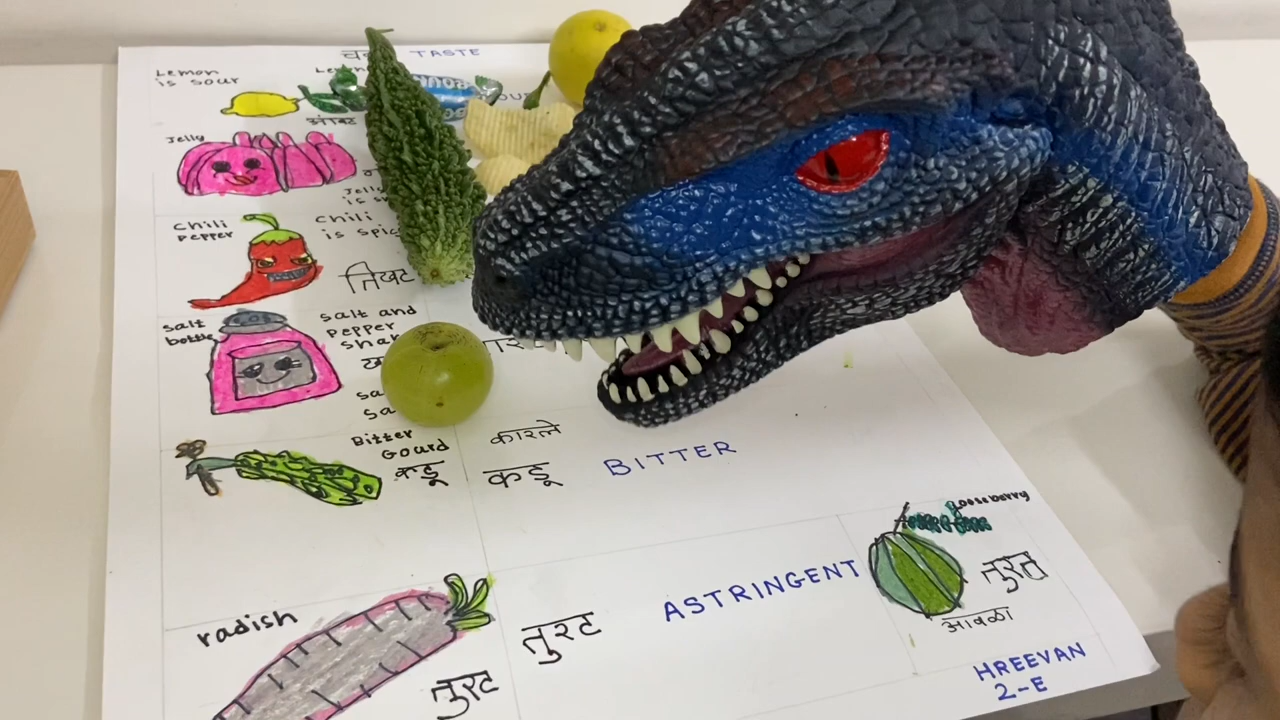 TASTE
Lemon
is sour
आंबट
Jelly
Chili
pepper
Chili
is
तिखट
salt
bottle
salt and
pepper
Bitter
Gourd
कडू
कारले
कडू
BITTER
radish
तुरट
तुरट
ASTRINGENT
gooseberry
तुरट
आवळा
HREEVAN
2-E